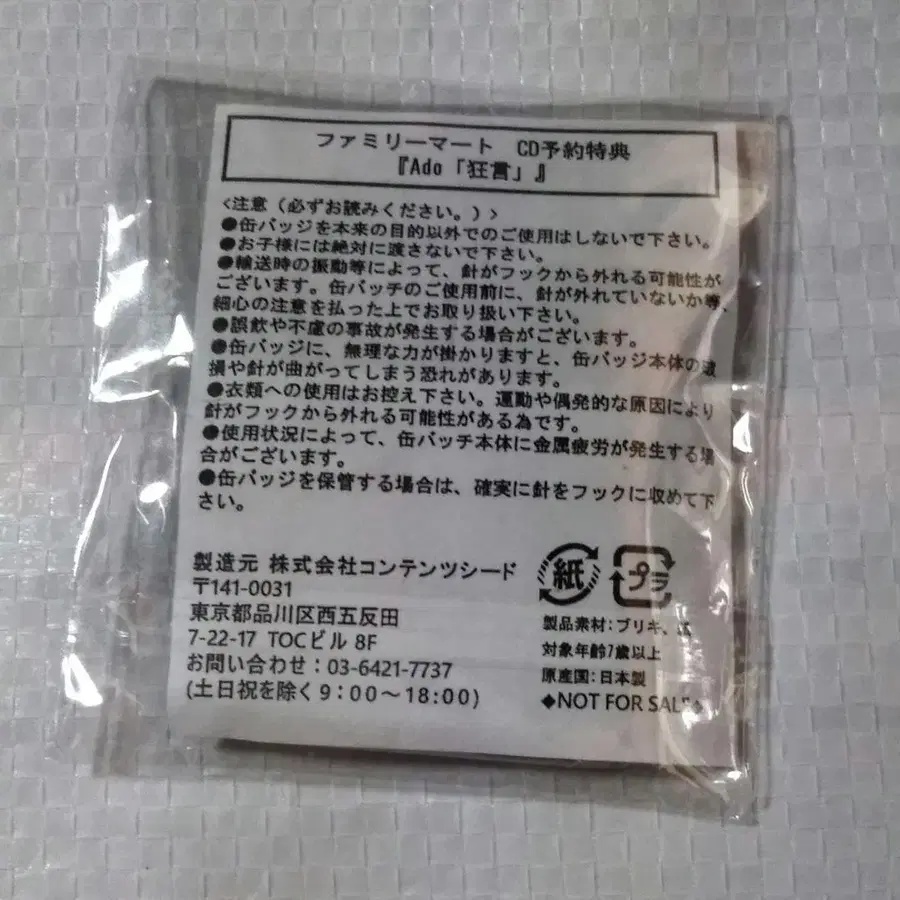 ファミリーマート CD予約特典
『Ado「狂言」』
<注意（必ずお読みください。）>
●缶バッジを本来の目的以外でのご使用はしないで下さい。
●お子様には絶対に渡さないで下さい。
●輸送時の振動等によって、針がフックから外れる可能性が
ございます。缶バッチのご使用前に、針が外れていないか等、
細心の注意を払った上でお取り扱い下さい。
●誤飲や不慮の事故が発生する場合がございます。
●缶バッジに、無理な力が掛かりますと、缶バッジ本体の破
損や針が曲がってしまう恐れがあります。
●衣類への使用はお控え下さい。運動や偶発的な原因により
針がフックから外れる可能性がある為です。
●使用状況によって、缶バッチ本体に金属疲労が発生する場
合がございます。
●缶バッジを保管する場合は、確実に針をフックに収めて下
さい。
製造元 株式会社コンテンツシード
〒141-0031
東京都品川区西五反田
7-22-17 TOCビル 8F
お問い合わせ：03-6421-7737
(土日祝を除く9：00～18:00)
紙 プラ
製品素材：ブリキ、
対象年齢7歳以上
原産国：日本製
◆NOT FOR SALE◆